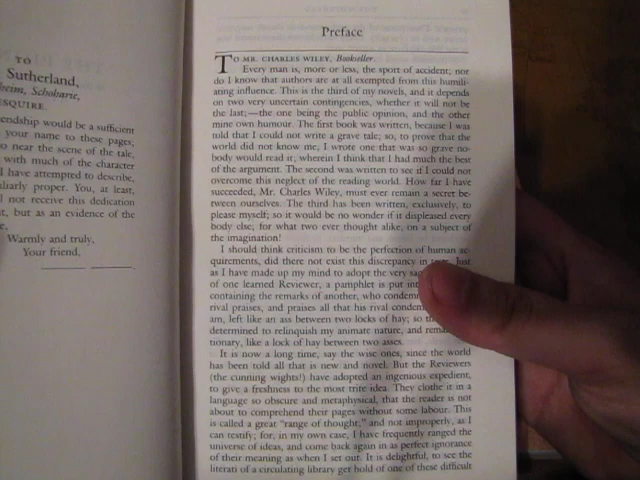 TO
Sutherland,
heim, Schoharie,
ESQUIRE.
endship would be a sufficient
your name to these pages,
o near the scene of the tale,
with much of the character
I have attempted to describe,
liarly proper. You, at least,
l not receive this dedication
t, but as an evidence of the
e,
Warmly and truly,
Your friend,
Preface
TO MR. CHARLES WILEY, Bookseller.
Every man is, more or less, the sport of accident; nor
do I know that authors are at all exempted from this humili-
ating influence. This is the third of my novels, and it depends
on two very uncertain contingencies, whether it will not be
the last;—the one being the public opinion, and the other
mine own humour. The first book was written, because I was
told that I could not write a grave tale; so, to prove that the
world did not know me, I wrote one that was so grave no-
body would read it; wherein I think that I had much the best
of the argument. The second was written to see if I could not
overcome this neglect of the reading world. How far I have
succeeded, Mr. Charles Wiley, must ever remain a secret be-
tween ourselves. The third has been written, exclusively, to
please myself; so it would be no wonder if it displeased every
body else; for what two ever thought alike, on a subject of
the imagination!
I should think criticism to be the perfection of human ac-
quirements, did there not exist this discrepancy in taste. Just
as I have made up my mind to adopt the very sag
of one learned Reviewer, a pamphlet is put int
containing the remarks of another, who condemn
rival praises, and praises all that his rival condem
am, left like an ass between two locks of hay; so th
determined to relinquish my animate nature, and rema
tionary, like a lock of hay between two asses.
It is now a long time, say the wise ones, since the world
has been told all that is new and novel. But the Reviewers
(the cunning wights!) have adopted an ingenious expedient,
to give a freshness to the most trite idea. They clothe it in a
language so obscure and metaphysical, that the reader is not
about to comprehend their pages without some labour. This
is called a great “range of thought;” and not improperly, as I
can testify; for, in my own case, I have frequently ranged the
universe of ideas, and come back again in as perfect ignorance
of their meaning as when I set out. It is delightful, to see the
literati of a circulating library get hold of one of these difficult